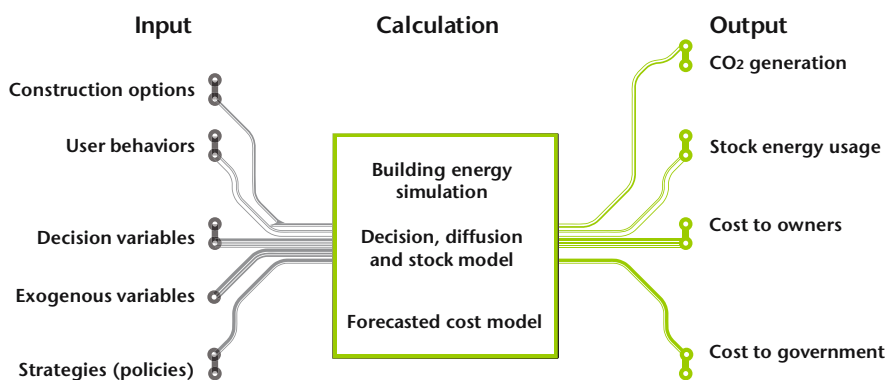 Input
Calculation
Output
Construction options
User behaviors
Decision variables
Exogenous variables
Strategies (policies)
Building energy
simulation
Decision, diffusion
and stock model
Forecasted cost model
CO2 generation
Stock energy usage
Cost to owners
Cost to government